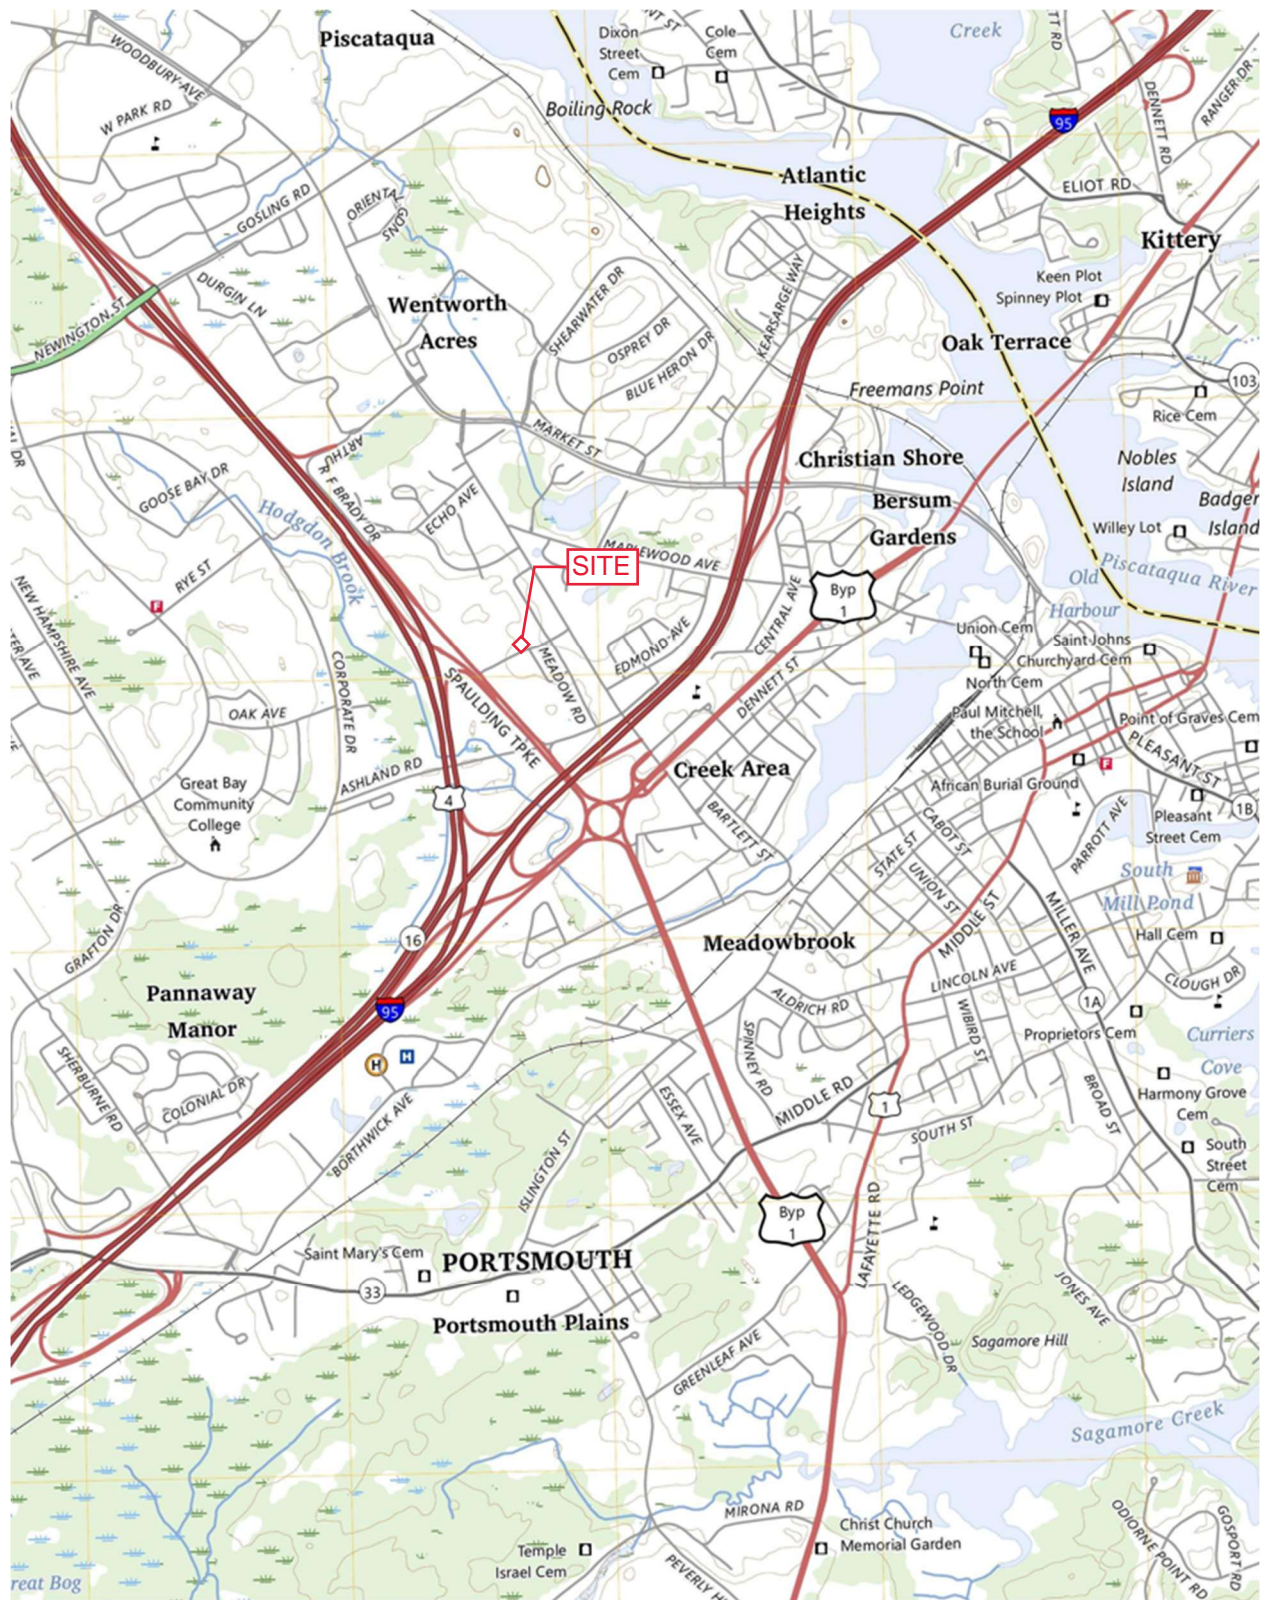 Piscataqua
Dixon
Street
Cem
NT ST
Cole
Cem
Creek
TT RD
WOODBURY AVE
W PARK RD
Boiling Rock
95
DENNETT RD
RANGER DR
Atlantic
Heights
ELIOT RD
GOSLING RD
ORIENTAL GDNS
Kittery
Keen Plot
Spinney Plot
DURGIN LN
NEWINGTON ST
Wentworth
Acres
SHEARWATER DR
OSPREY DR
BLUE HERON DR
KEARSARGE WAY
Oak Terrace
Freemans Point
103
Rice Cem
MARKET ST
Christian Shore
Nobles
Island
Badger
Island
AL DR
ARTHUR F BRADY DR
GOOSE BAY DR
ECHO AVE
Hodgdon Brook
Bersum
Gardens
Willey Lot
MAPLEWOOD AVE
SITE
Byp
1
Piscataqua River
Old
Harbour
RYE ST
F
NEW HAMPSHIRE AVE
TER AVE
CENTRAL AVE
EDMOND AVE
Union Cem
Saint Johns
Churchyard Cem
North Cem
MEADOW RD
SPAULDING TPKE
CORPORATE DR
OAK AVE
DENNETT ST
Paul Mitchell,
the School
Point of Graves Cem
PLEASANT ST
F
ASHLAND RD
Creek Area
African Burial Ground
Great Bay
Community
College
4
BARTLETT ST
CABOT ST
STATE ST
UNION ST
PARROTT AVE
Pleasant
Street Cem
1B
South
Mill Pond
MIDDLE ST
MILLER AVE
Hall Cem
GRAFTON DR
16
Meadowbrook
LINCOLN AVE
CLOUGH DR
Pannaway
Manor
95
ALDRICH RD
WIBIRD ST
1A
Proprietors Cem
Curriers
Cove
SPINNEY RD
H
H
SHERBURNE RD
COLONIAL DR
BORTHWICK AVE
ESSEX AVE
MIDDLE RD
1
BROAD ST
Harmony Grove
Cem
SOUTH ST
South
Street
Cem
ISLINGTON ST
LAFAYETTE RD
Byp
1
Saint Mary's Cem
PORTSMOUTH
33
Portsmouth Plains
JONES AVE
LEDGEWOOD DR
Sagamore Hill
GREENLEAF AVE
Sagamore Creek
MIRONA RD
Christ Church
Memorial Garden
Temple
Israel Cem
PEVERLY H
ODIORNE POINT RD
GOSPORT RD
reat Bog